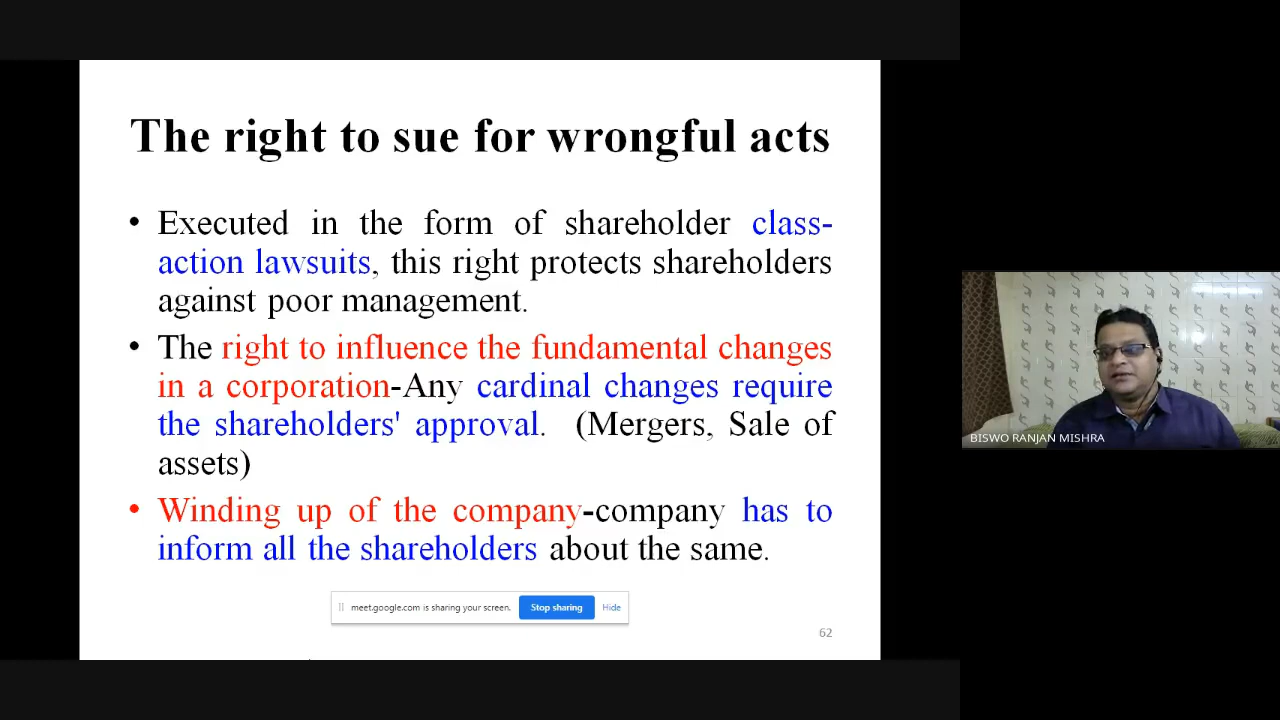 The right to sue for wrongful acts
• Executed in the form of shareholder class-
action lawsuits, this right protects shareholders
against poor management.
• The right to influence the fundamental changes
in a corporation-Any cardinal changes require
the shareholders' approval. (Mergers, Sale of
assets)
• Winding up of the company-company has to
inform all the shareholders about the same.
meet.google.com is sharing your screen. Stop sharing Hide
62
BISWO RANJAN MISHRA